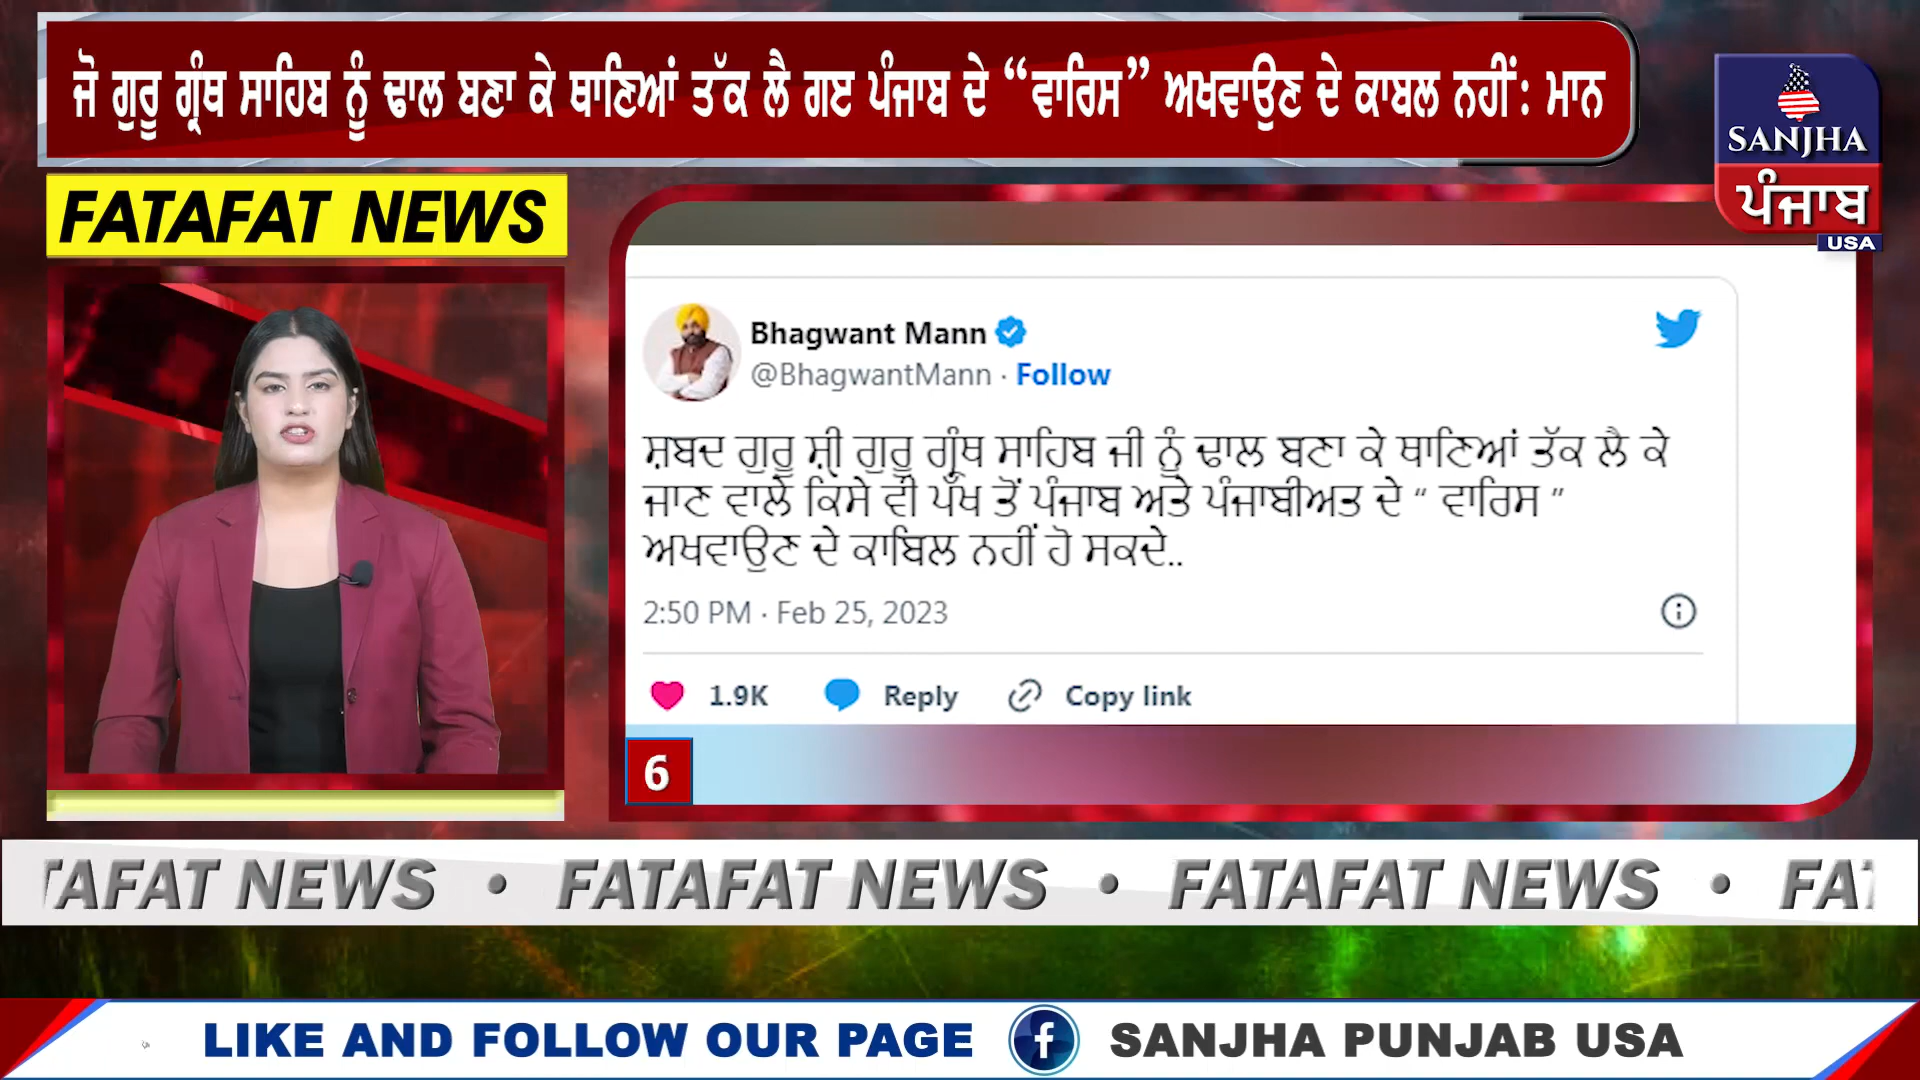 ਜੋ ਗੁਰੂ ਗ੍ਰੰਥ ਸਾਹਿਬ ਨੂੰ ਢਾਲ ਬਣਾ ਕੇ ਥਾਣਿਆਂ ਤੱਕ ਲੈ ਗਏ ਪੰਜਾਬ ਦੇ “ਵਾਰਿਸ” ਅਖਵਾਉਣ ਦੇ ਕਾਬਲ ਨਹੀਂ: ਮਾਨ
SANJHA
ਪੰਜਾਬ
USA
FATAFAT NEWS
Bhagwant Mann
@BhagwantMann · Follow
ਸ਼ਬਦ ਗੁਰੂ ਸ਼੍ਰੀ ਗੁਰੂ ਗ੍ਰੰਥ ਸਾਹਿਬ ਜੀ ਨੂੰ ਢਾਲ ਬਣਾ ਕੇ ਥਾਣਿਆਂ ਤੱਕ ਲੈ ਕੇ
ਜਾਣ ਵਾਲੇ ਕਿਸੇ ਵੀ ਪੱਖ ਤੋਂ ਪੰਜਾਬ ਅਤੇ ਪੰਜਾਬੀਅਤ ਦੇ “ ਵਾਰਿਸ ”
ਅਖਵਾਉਣ ਦੇ ਕਾਬਿਲ ਨਹੀਂ ਹੋ ਸਕਦੇ..
2:50 PM · Feb 25, 2023
1.9K Reply Copy link
6
TAFAT NEWS • FATAFAT NEWS • FATAFAT NEWS • FAT
LIKE AND FOLLOW OUR PAGE SANJHA PUNJAB USA